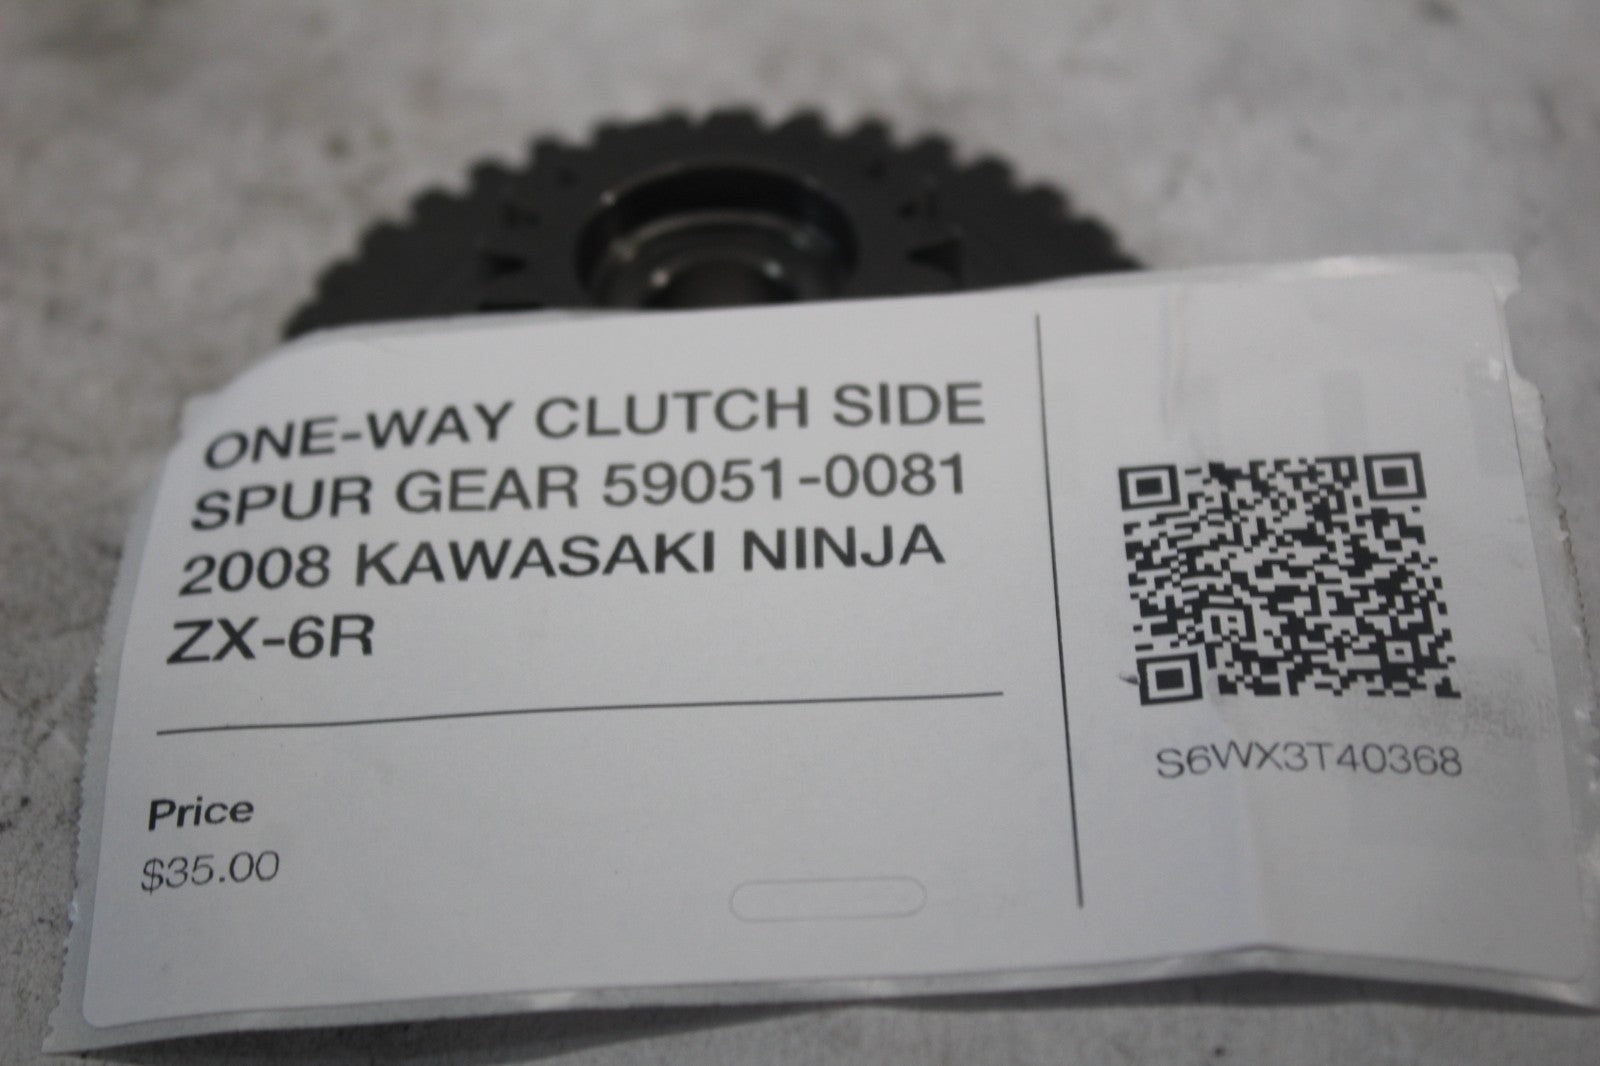 ONE-WAY CLUTCH SIDE
SPUR GEAR 59051-0081
2008 KAWASAKI NINJA
ZX-6R
Price
$35.00
S6WX3T40368